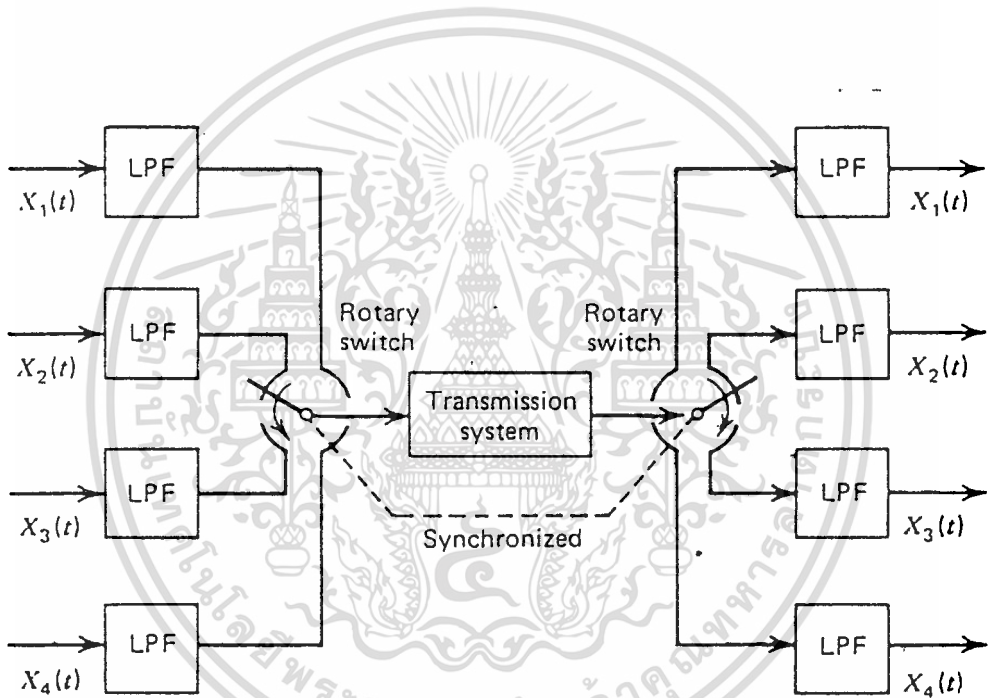 LPF
X₁(t)
LPF
X₂(t)
LPF
X₃(t)
LPF
X₄(t)
Rotary
switch
Transmission
system
Synchronized
Rotary
switch
LPF
X₁(t)
LPF
X₂(t)
LPF
X₃(t)
LPF
X₄(t)